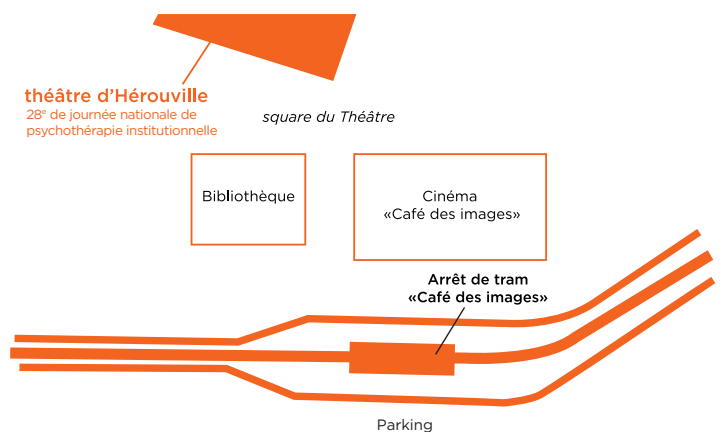 théâtre d'Hérouville
28e de journée nationale de
psychothérapie institutionnelle
square du Théâtre
Bibliothèque
Cinéma
«Café des images»
Arrêt de tram
«Café des images»
Parking